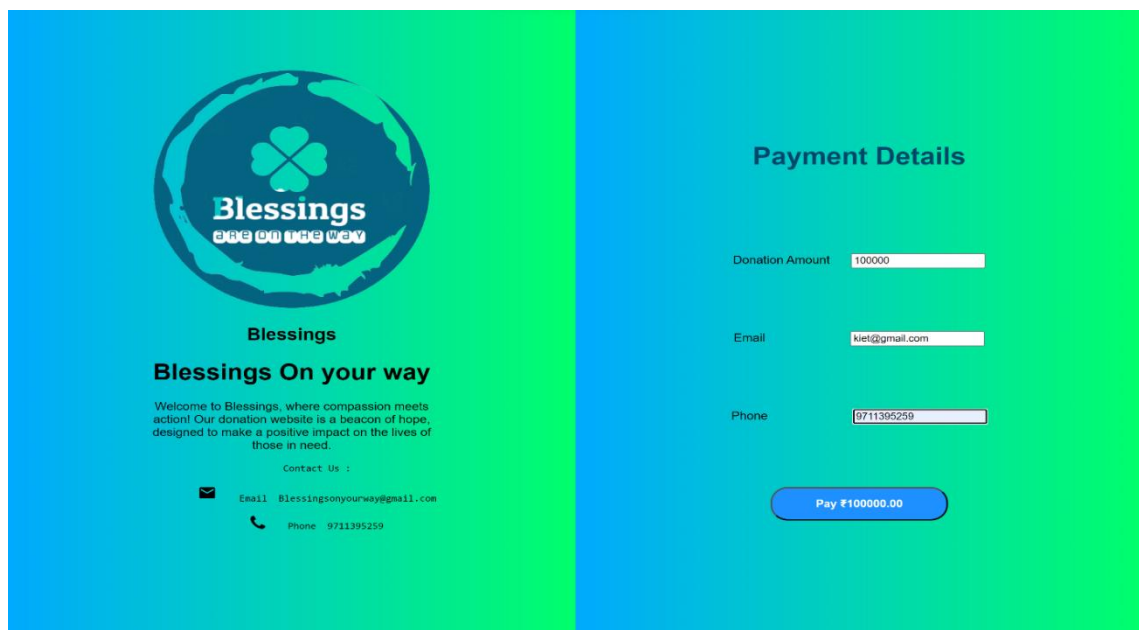 Blessings
ARE ON THE WAY
Blessings
Blessings On your way
Welcome to Blessings, where compassion meets
action! Our donation website is a beacon of hope,
designed to make a positive impact on the lives of
those in need.
Contact Us :
Email Blessingsonyourway@gmail.com
Phone 9711395259
Payment Details
Donation Amount 100000
Email kiet@gmail.com
Phone 9711395259
Pay ₹100000.00